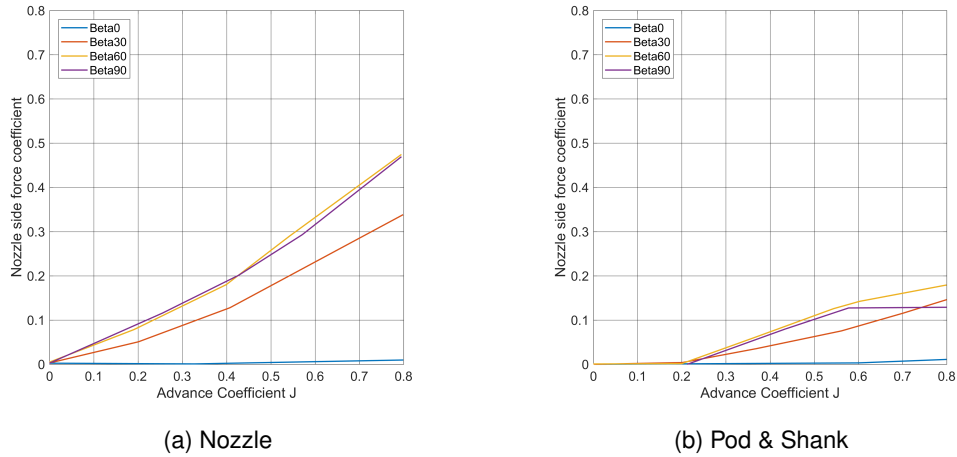 0.8
0.7
0.6
0.5
0.4
0.3
0.2
0.1
0
Nozzle side force coefficient
Beta0
Beta30
Beta60
Beta90
0 0.1 0.2 0.3 0.4 0.5 0.6 0.7 0.8
Advance Coefficient J
(a) Nozzle
0.8
0.7
0.6
0.5
0.4
0.3
0.2
0.1
0
Nozzle side force coefficient
Beta0
Beta30
Beta60
Beta90
0 0.1 0.2 0.3 0.4 0.5 0.6 0.7 0.8
Advance Coefficient J
(b) Pod & Shank